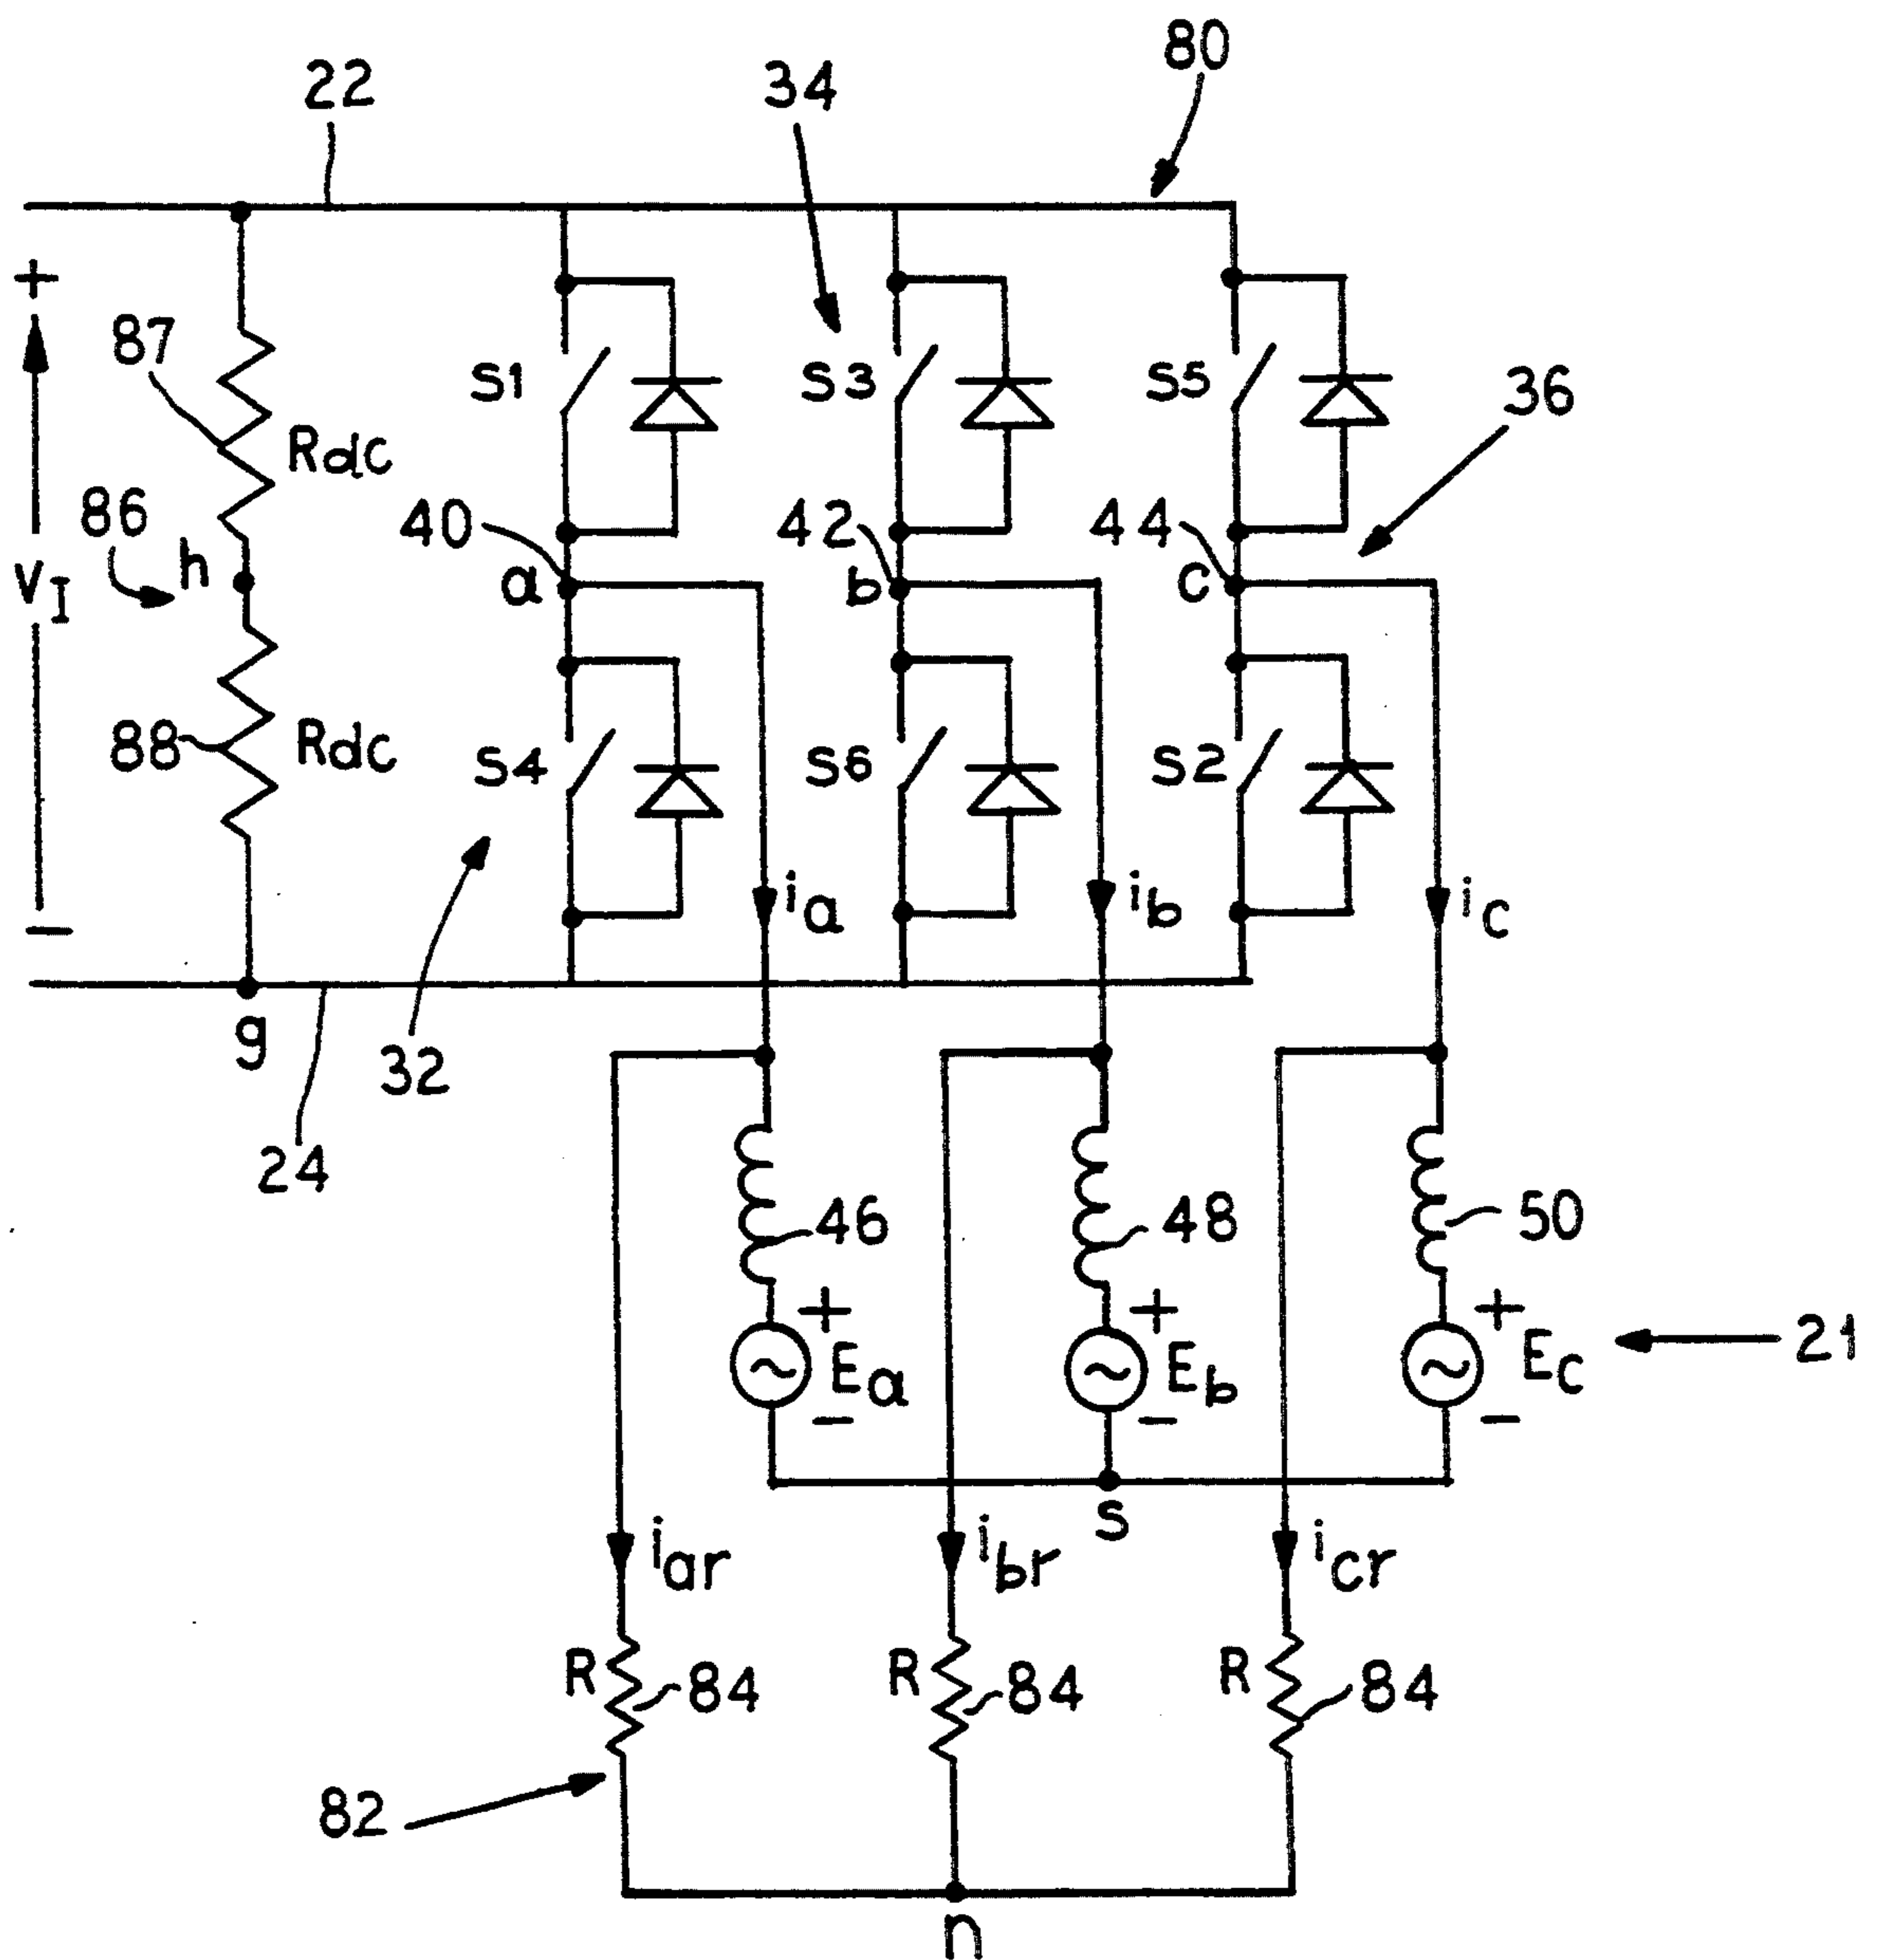 80
22
34
+
87
S1
S3
S5
36
Rdc
86
40
42
44
h
vI
a
b
c
88
Rdc
S4
S6
S2
ia
ib
ic
−
g
32
24
46
48
50
+
+
+
Ea
Eb
Ec
21
−
−
−
s
iar
ibr
icr
R
84
R
84
R
84
82
n